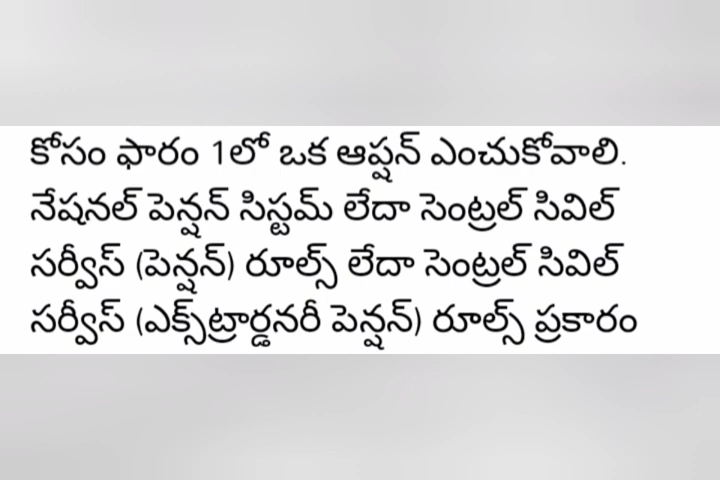 కోసం ఫారం 1లో ఒక ఆప్షన్ ఎంచుకోవాలి.
నేషనల్ పెన్షన్ సిస్టమ్ లేదా సెంట్రల్ సివిల్
సర్వీస్ (పెన్షన్) రూల్స్ లేదా సెంట్రల్ సివిల్
సర్వీస్ (ఎక్స్‌ట్రార్డనరీ పెన్షన్) రూల్స్ ప్రకారం